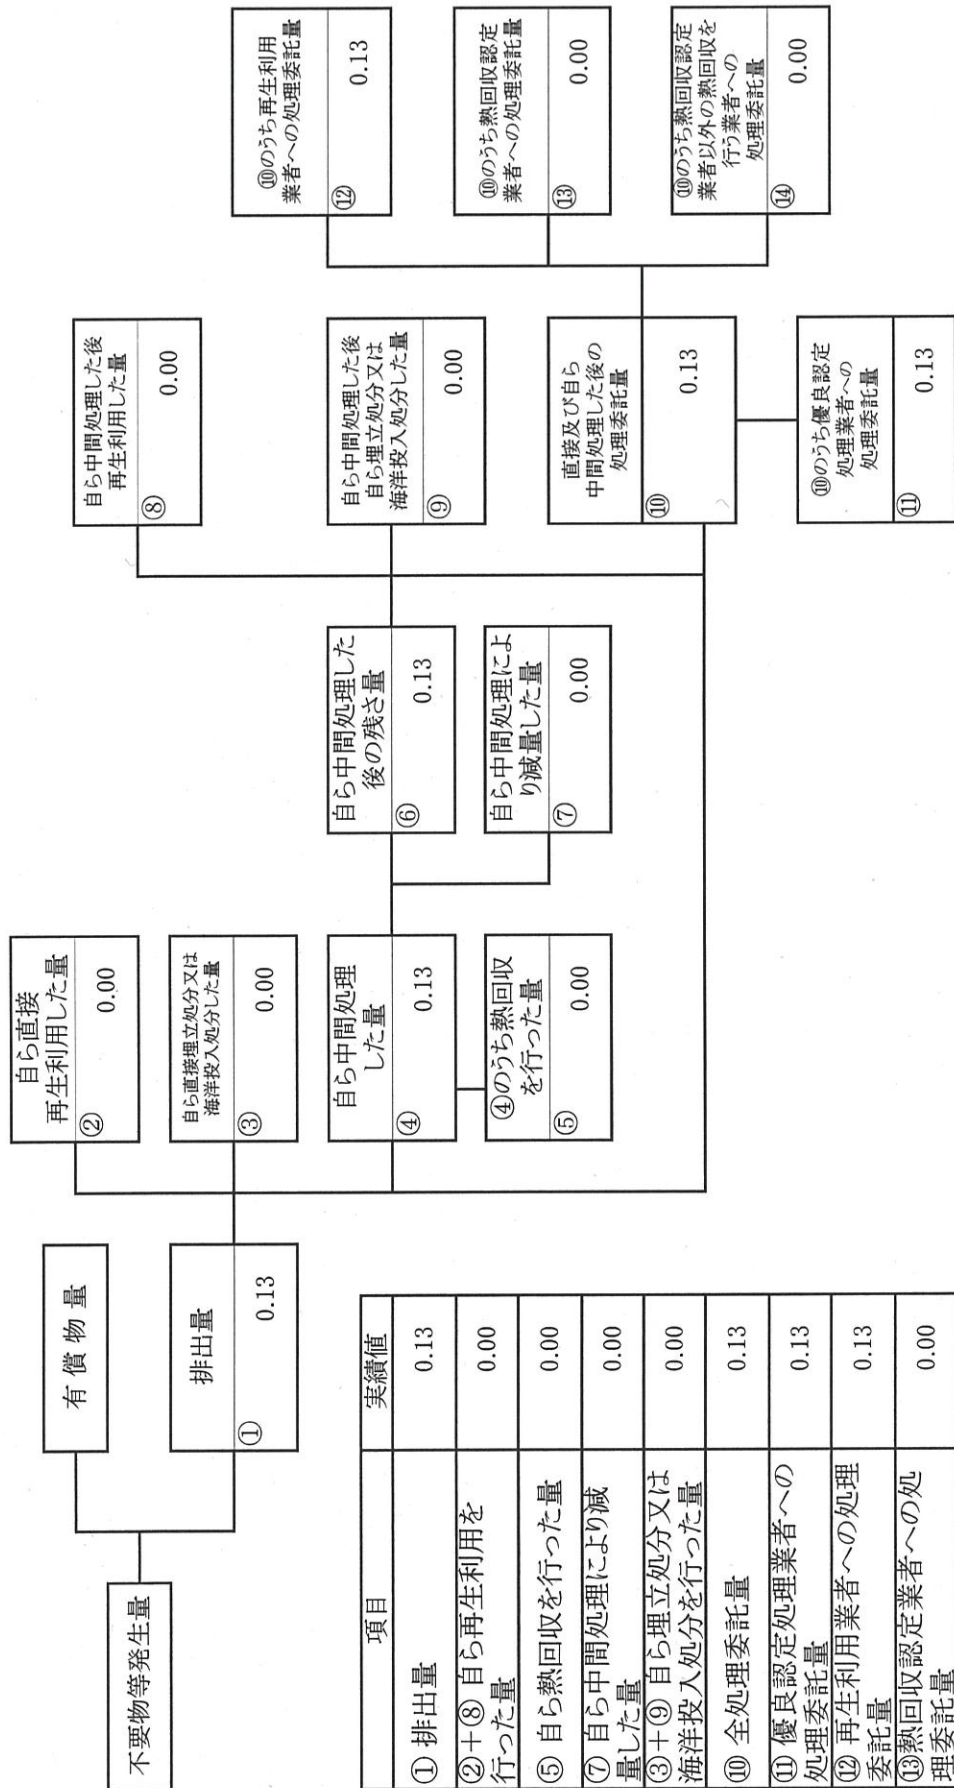 不要物等発生量
有 償 物 量
排出量
①
0.13
自ら直接
再生利用した量
②
0.00
自ら直接埋立処分又は
海洋投入処分した量
③
0.00
自ら中間処理
した量
④
0.13
④のうち熱回収
を行った量
⑤
0.00
自ら中間処理した
後の残さ量
⑥
0.13
自ら中間処理によ
り減量した量
⑦
0.00
自ら中間処理した後
再生利用した量
⑧
0.00
自ら中間処理した後
自ら埋立処分又は
海洋投入処分した量
⑨
0.00
直接及び自ら
中間処理した後の
処理委託量
⑩
0.13
⑩のうち優良認定
処理業者への
処理委託量
⑪
0.13
⑩のうち再生利用
業者への処理委託量
⑫
0.13
⑩のうち熱回収認定
業者への処理委託量
⑬
0.00
⑩のうち熱回収認定
業者以外の熱回収を
行う業者への
処理委託量
⑭
0.00
項目 実績値
① 排出量 0.13
②+⑧ 自ら再生利用を
行った量 0.00
⑤ 自ら熱回収を行った量 0.00
⑦ 自ら中間処理により減
量した量 0.00
③+⑨ 自ら埋立処分又は
海洋投入処分を行った量 0.00
⑩ 全処理委託量 0.13
⑪ 優良認定処理業者への
処理委託量 0.13
⑫ 再生利用業者への処理
委託量 0.13
⑬熱回収認定業者への処
理委託量 0.00